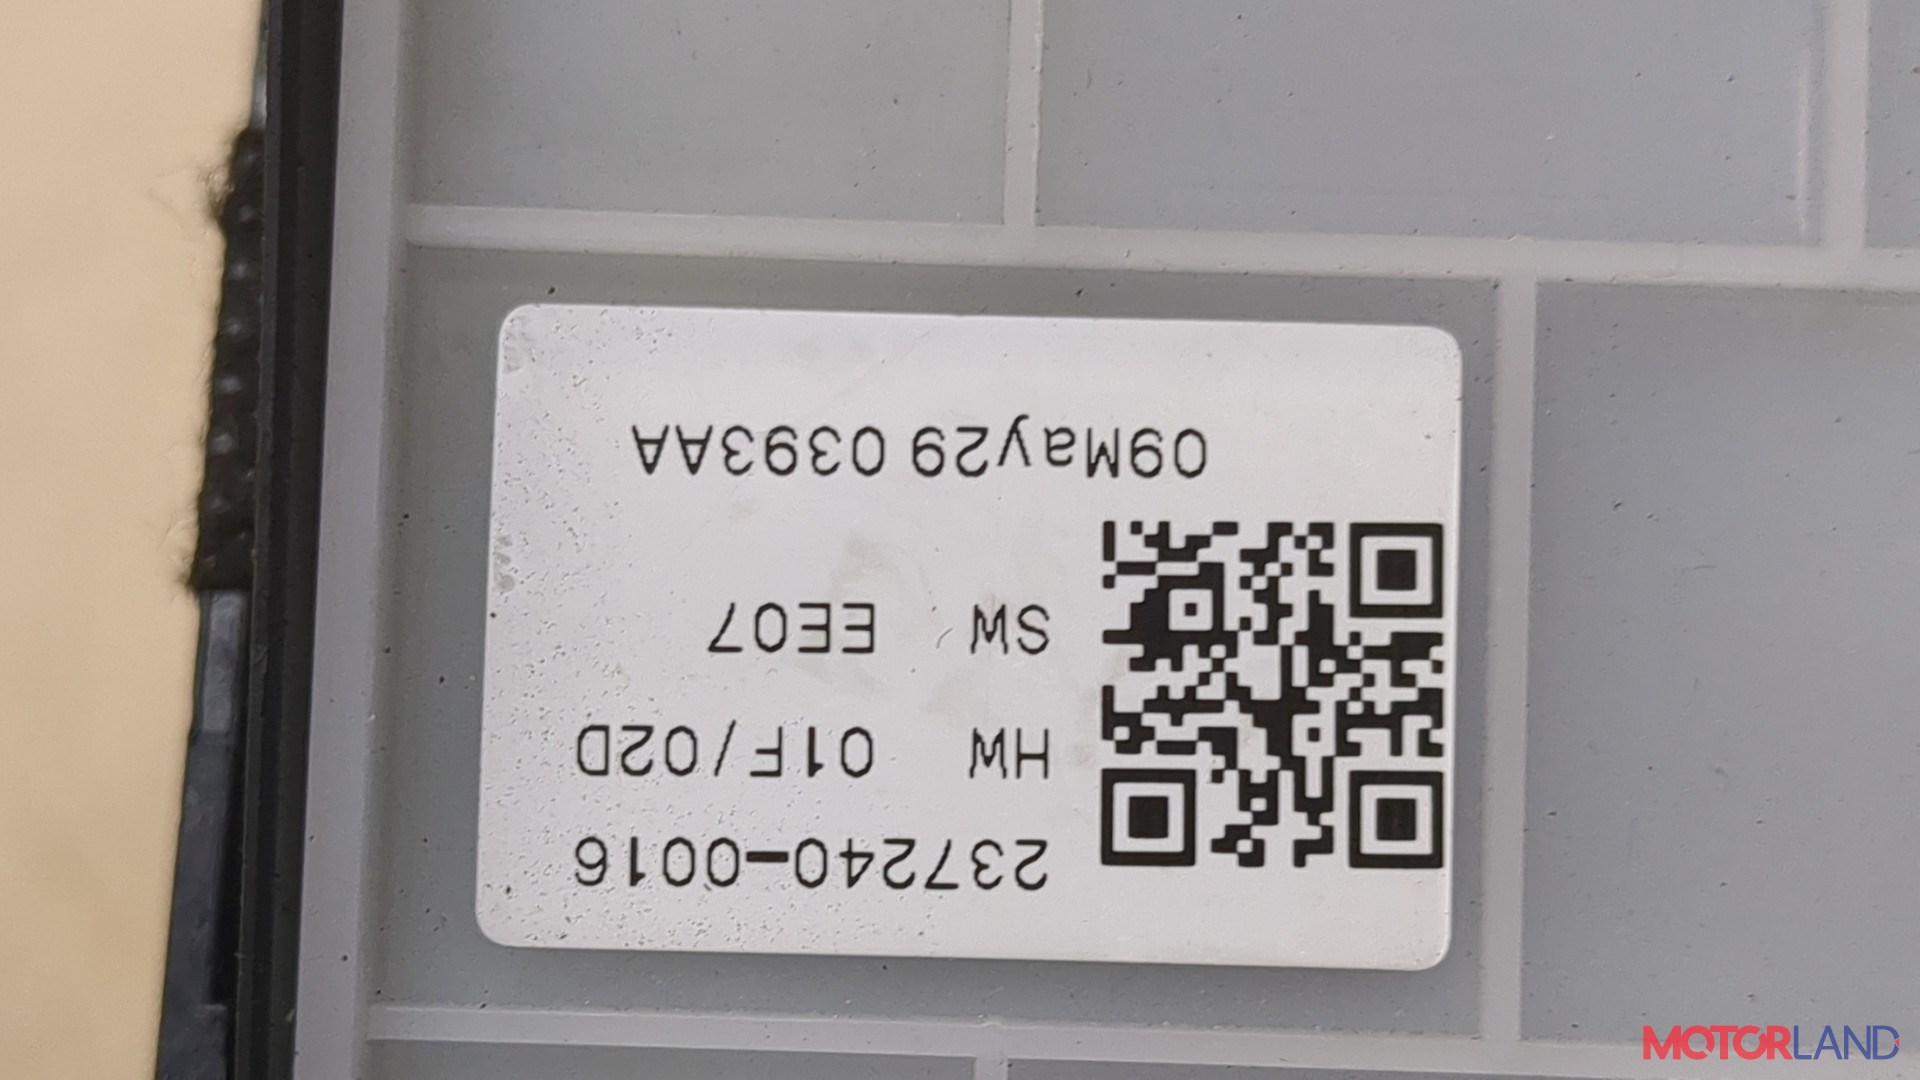 237240-0016
HW 01F/02D
SW EE07
09May29 0393AA
MOTORLAND